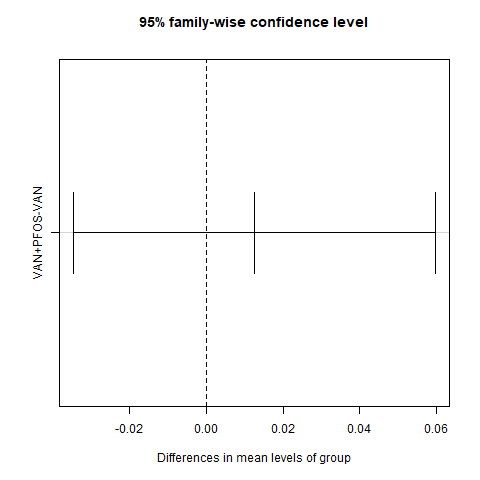 95% family-wise confidence level
VAN+PFOS-VAN
-0.02 0.00 0.02 0.04 0.06
Differences in mean levels of group